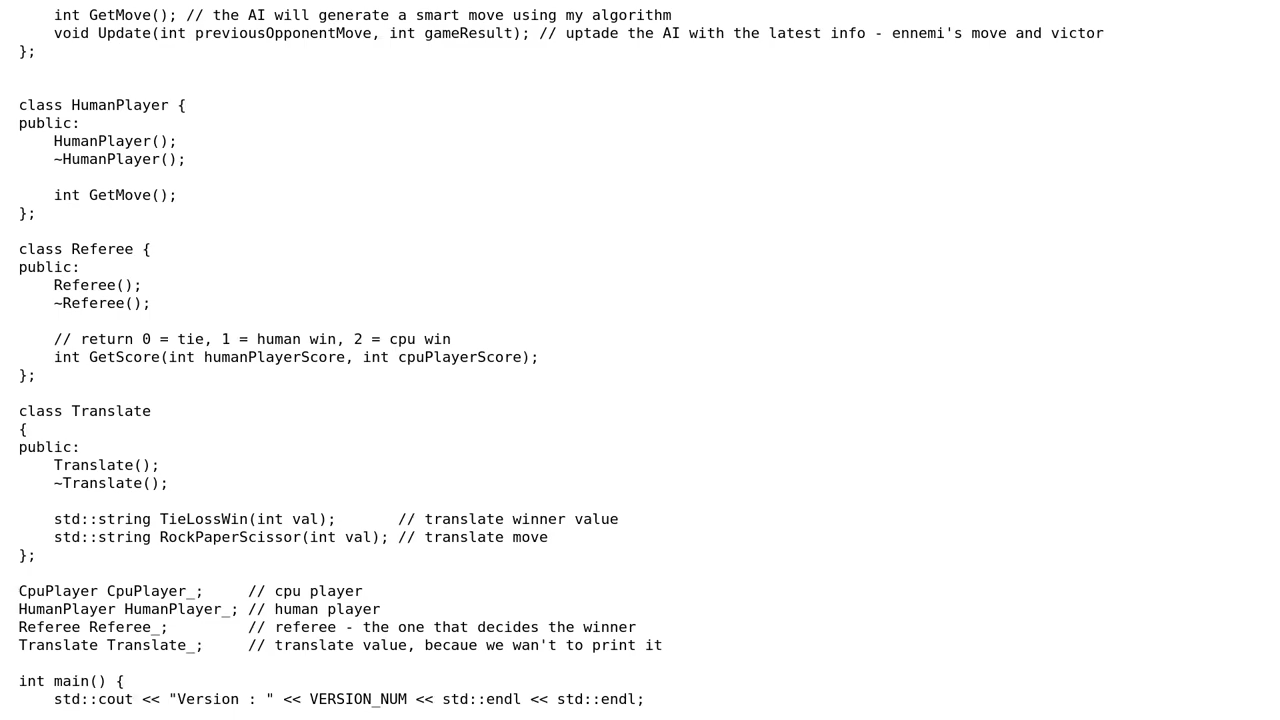 int GetMove(); // the AI will generate a smart move using my algorithm
    void Update(int previousOpponentMove, int gameResult); // uptade the AI with the latest info - ennemi's move and victor
};


class HumanPlayer {
public:
    HumanPlayer();
    ~HumanPlayer();

    int GetMove();
};

class Referee {
public:
    Referee();
    ~Referee();

    // return 0 = tie, 1 = human win, 2 = cpu win
    int GetScore(int humanPlayerScore, int cpuPlayerScore);
};

class Translate
{
public:
    Translate();
    ~Translate();

    std::string TieLossWin(int val);       // translate winner value
    std::string RockPaperScissor(int val); // translate move
};

CpuPlayer CpuPlayer_;     // cpu player
HumanPlayer HumanPlayer_; // human player
Referee Referee_;         // referee - the one that decides the winner
Translate Translate_;     // translate value, becaue we wan't to print it

int main() {
    std::cout << "Version : " << VERSION_NUM << std::endl << std::endl;